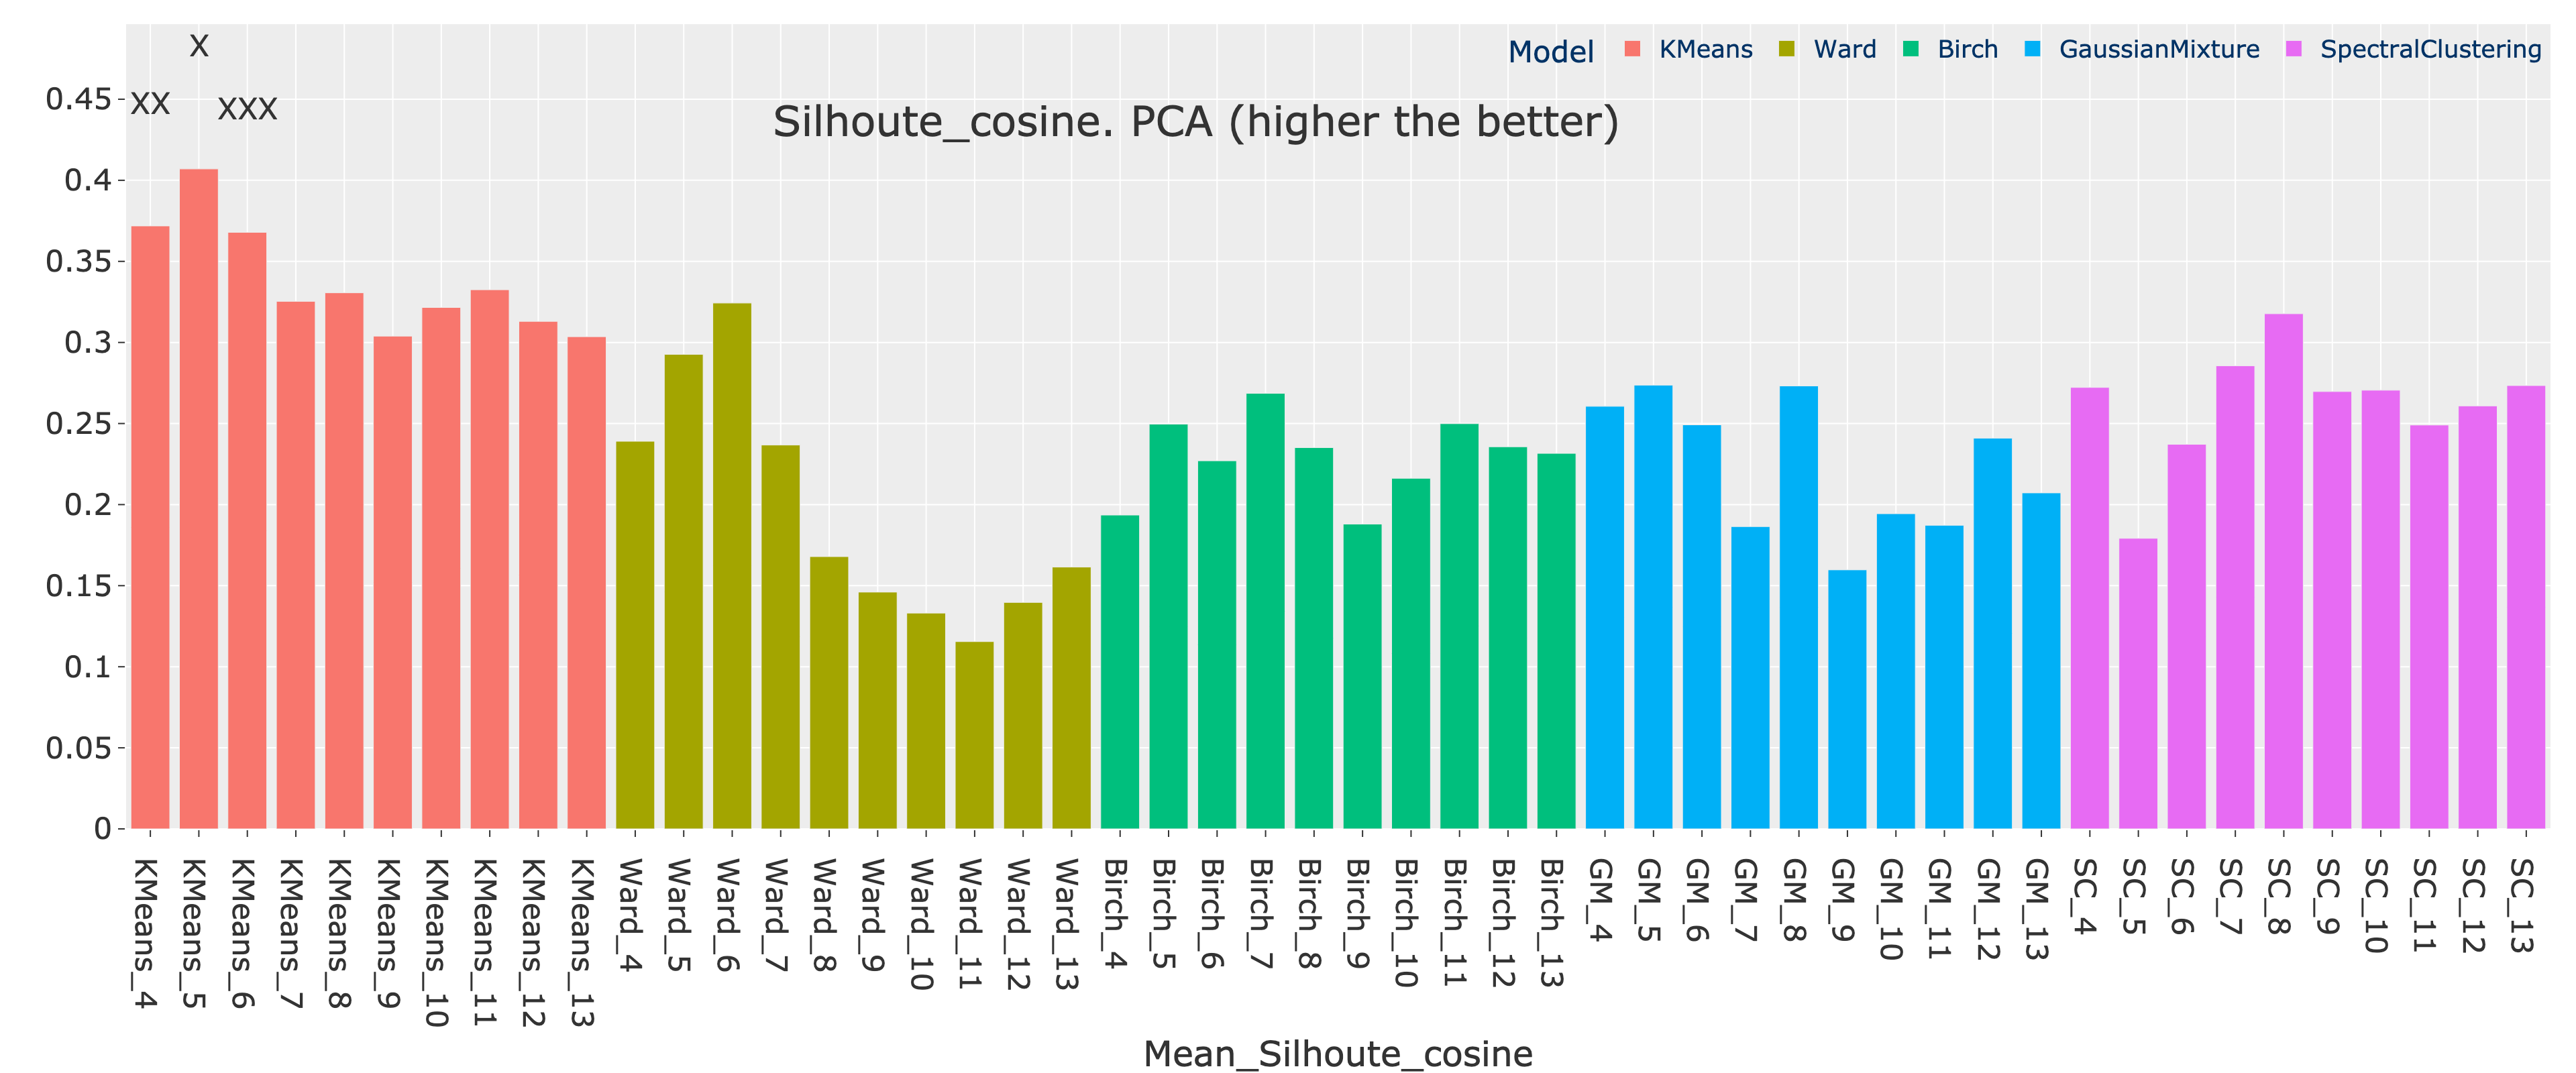 X
Model KMeans Ward Birch GaussianMixture SpectralClustering
XX
XXX
Silhoute_cosine. PCA (higher the better)
0.45
0.4
0.35
0.3
0.25
0.2
0.15
0.1
0.05
0
KMeans_4
KMeans_5
KMeans_6
KMeans_7
KMeans_8
KMeans_9
KMeans_10
KMeans_11
KMeans_12
KMeans_13
Ward_4
Ward_5
Ward_6
Ward_7
Ward_8
Ward_9
Ward_10
Ward_11
Ward_12
Ward_13
Birch_4
Birch_5
Birch_6
Birch_7
Birch_8
Birch_9
Birch_10
Birch_11
Birch_12
Birch_13
GM_4
GM_5
GM_6
GM_7
GM_8
GM_9
GM_10
GM_11
GM_12
GM_13
SC_4
SC_5
SC_6
SC_7
SC_8
SC_9
SC_10
SC_11
SC_12
SC_13
Mean_Silhoute_cosine